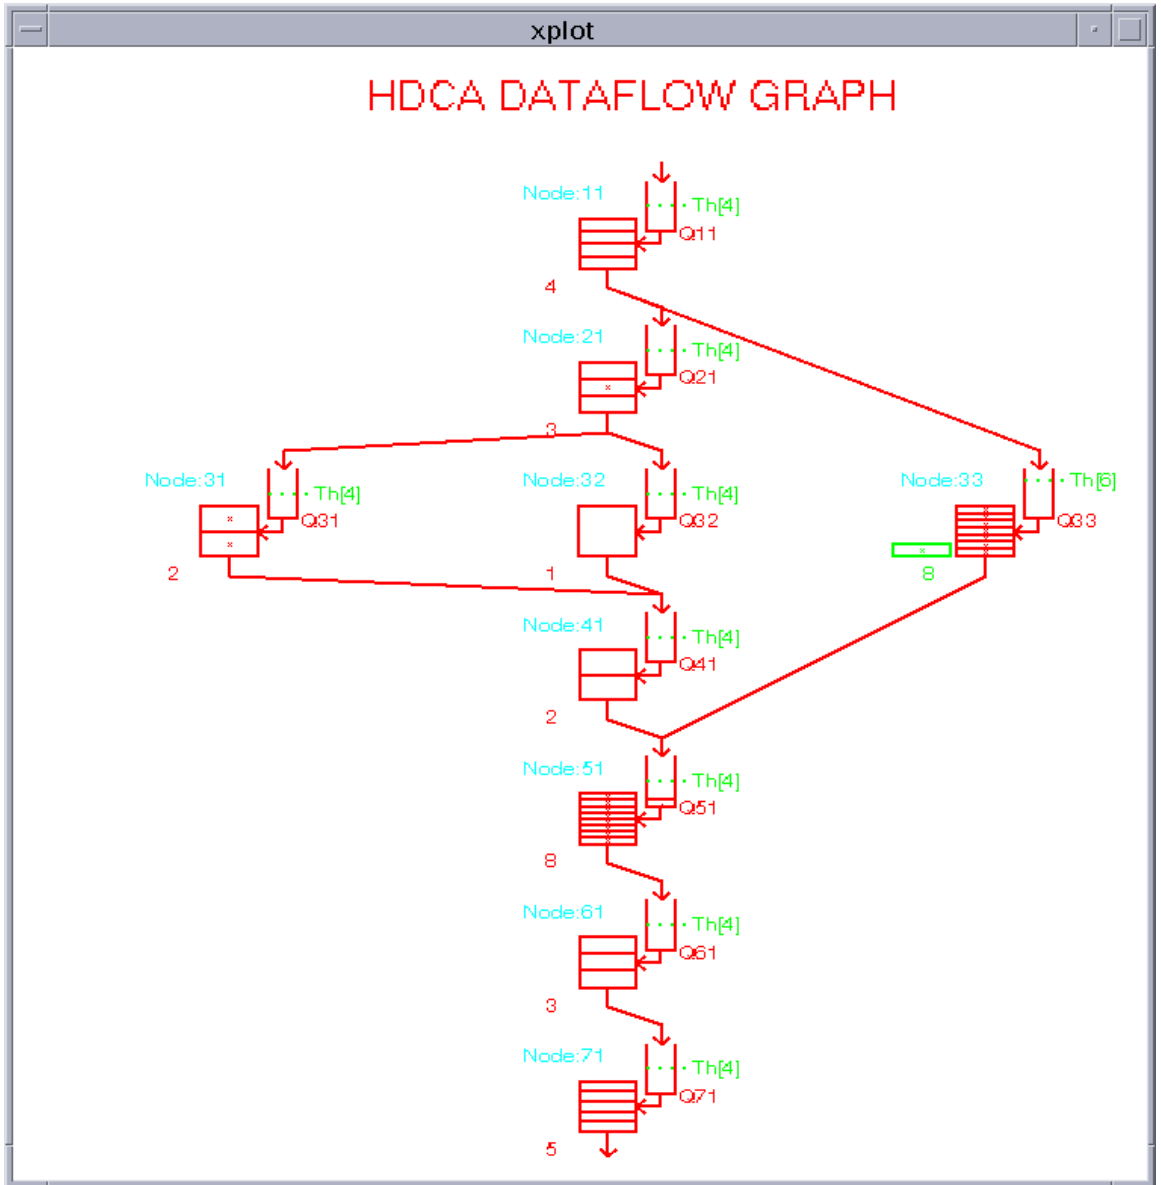 xplot
HDCA DATAFLOW GRAPH
Node:11
Th[4]
Q11
4
Node:21
Th[4]
Q21
3
Node:31
Th[4]
Q31
2
Node:32
Th[4]
Q32
1
Node:33
Th[6]
Q33
8
Node:41
Th[4]
Q41
2
Node:51
Th[4]
Q51
8
Node:61
Th[4]
Q61
3
Node:71
Th[4]
Q71
5